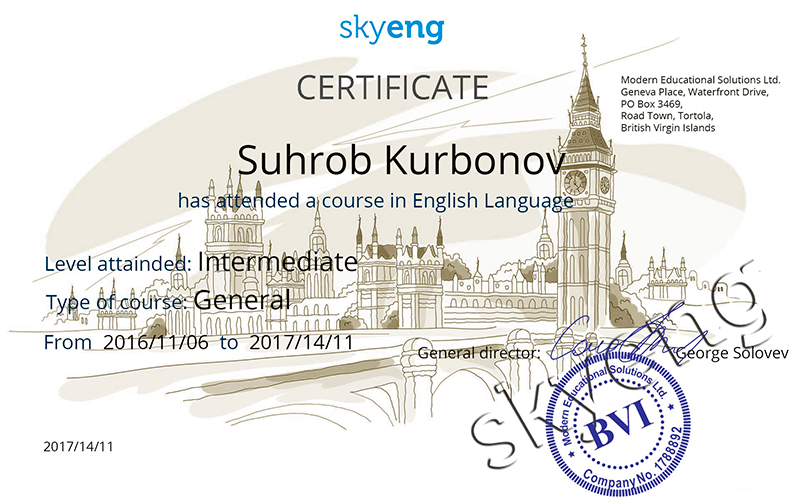 skyeng
CERTIFICATE
Modern Educational Solutions Ltd.
Geneva Place, Waterfront Drive,
PO Box 3469,
Road Town, Tortola,
British Virgin Islands
Suhrob Kurbonov
has attended a course in English Language
Level attainded: Intermediate
Type of course: General
From 2016/11/06 to 2017/14/11
General director: George Solovev
skyeng
Modern Educational Solutions Ltd.
BVI
Company No. 1788892
2017/14/11